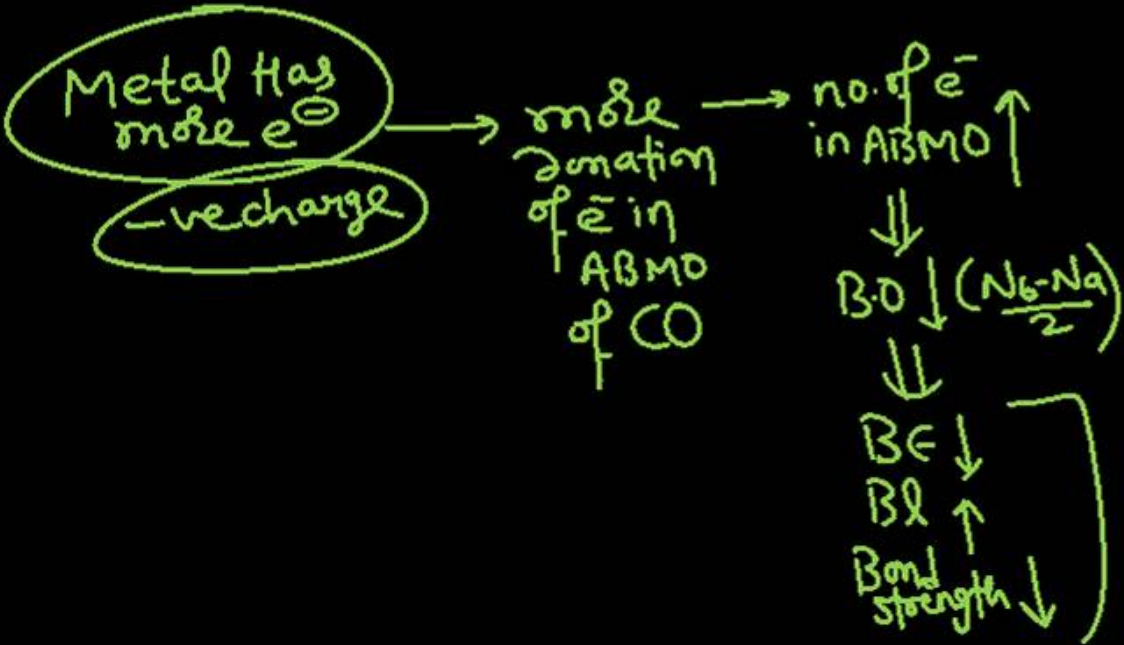 Metal Has
more e⊖
-ve charge
more
donation
of e⁻ in
ABMO
of CO
no. of e⁻
in ABMO ↑
B.O ↓ (Nb-Na/2)
BE ↓
Bl ↑
Bond
strength ↓